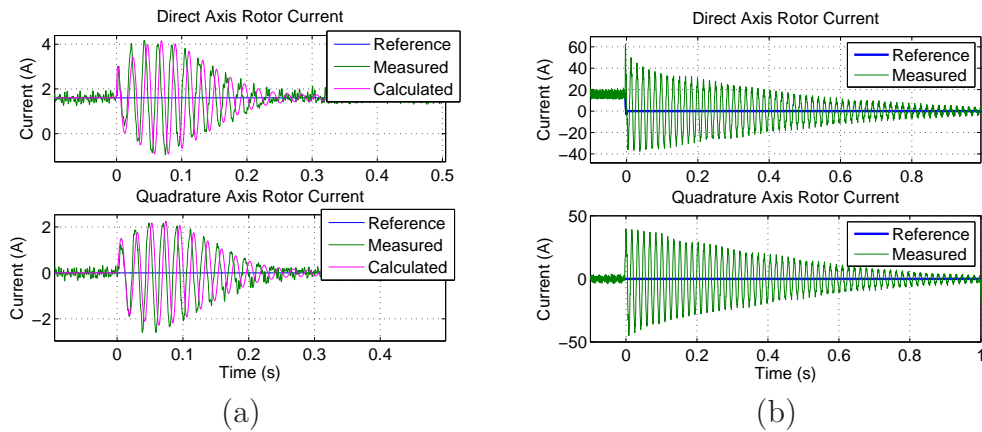 Direct Axis Rotor Current
Current (A)
4
2
0
Reference
Measured
Calculated
0 0.1 0.2 0.3 0.4 0.5
Quadrature Axis Rotor Current
Current (A)
2
0
−2
Reference
Measured
Calculated
0 0.1 0.2 0.3 0.4
Time (s)
(a)
Direct Axis Rotor Current
Current (A)
60
40
20
0
−20
−40
Reference
Measured
0 0.2 0.4 0.6 0.8
Quadrature Axis Rotor Current
Current (A)
50
0
−50
Reference
Measured
0 0.2 0.4 0.6 0.8 1
Time (s)
(b)